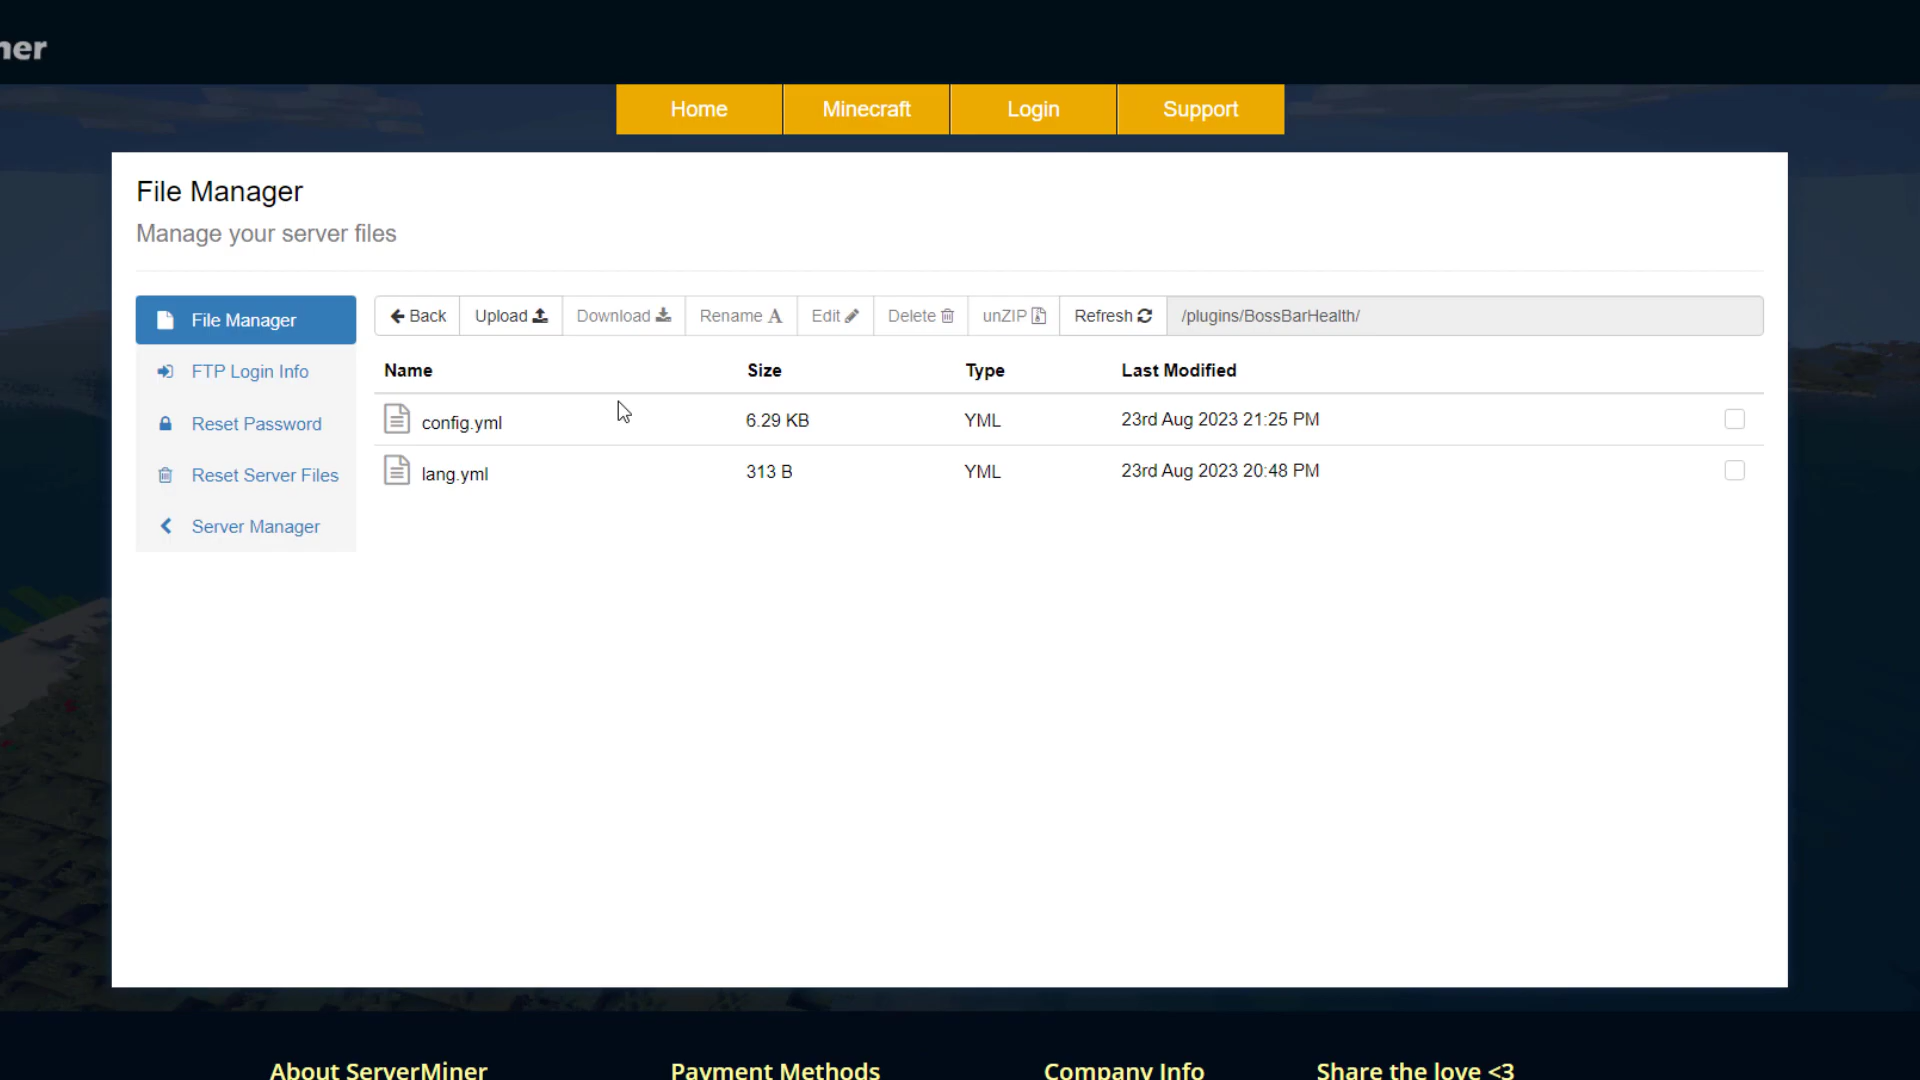 ner
Home Minecraft Login Support
File Manager
Manage your server files
File Manager
FTP Login Info
Reset Password
Reset Server Files
Server Manager
Back Upload Download Rename Edit Delete unZIP Refresh /plugins/BossBarHealth/
Name Size Type Last Modified
config.yml 6.29 KB YML 23rd Aug 2023 21:25 PM
lang.yml 313 B YML 23rd Aug 2023 20:48 PM
About ServerMiner Payment Methods Company Info Share the love <3